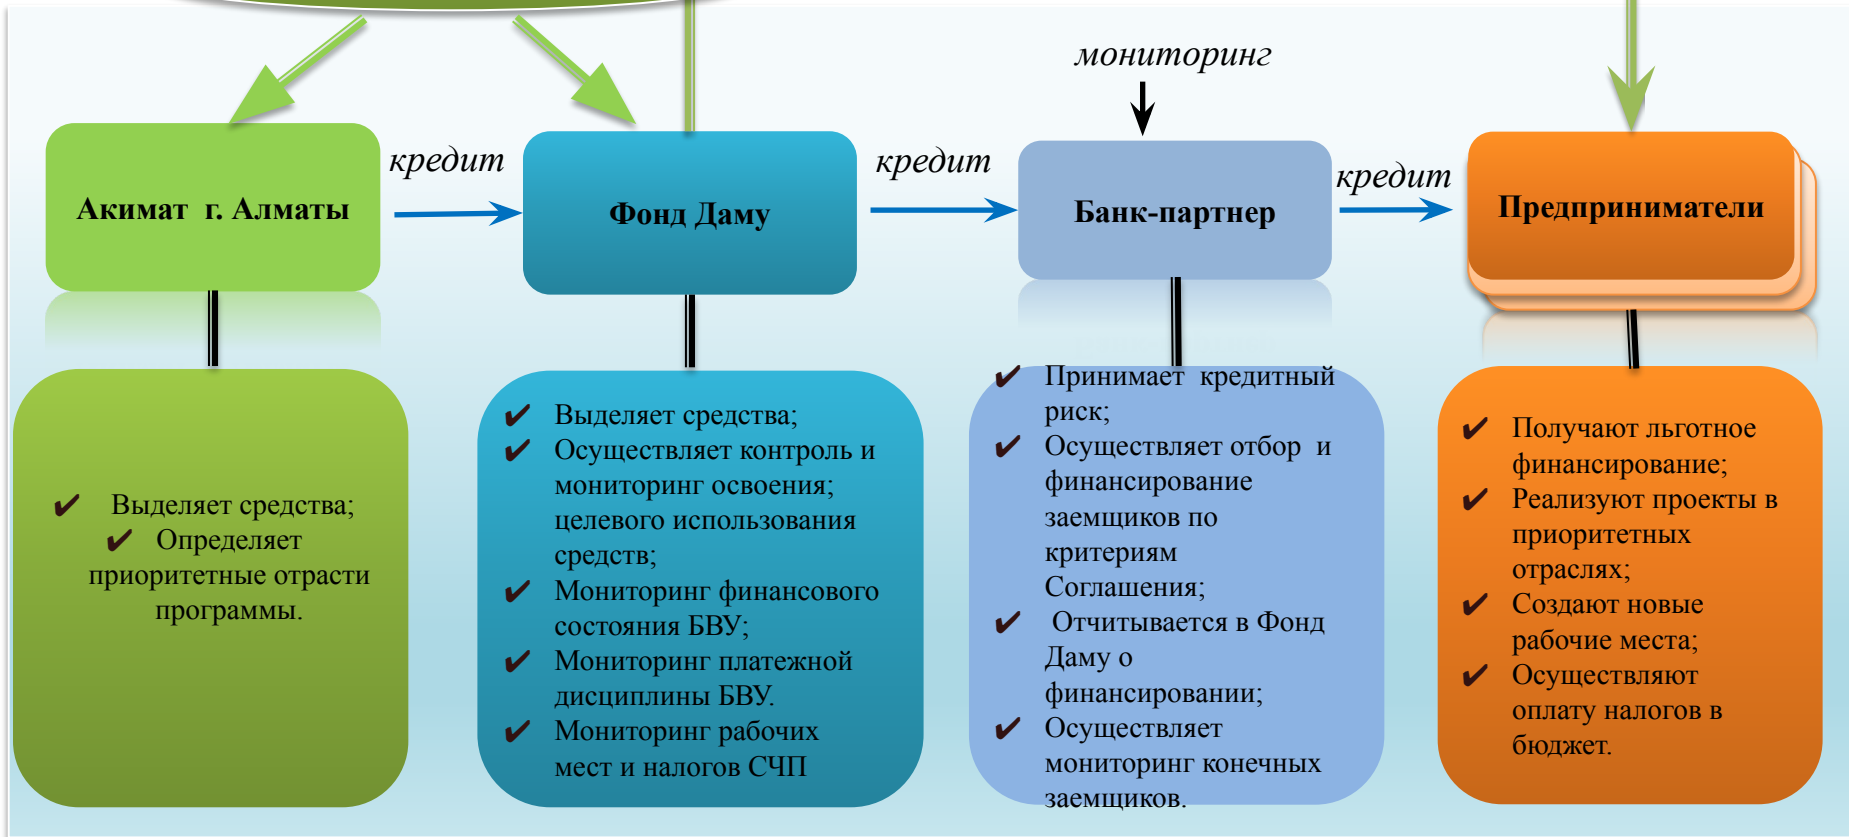 мониторинг
кредит
кредит
кредит
Акимат г. Алматы
Фонд Даму
Банк-партнер
Предприниматели
✔ Выделяет средства;
✔ Определяет
приоритетные отрасти
программы.
✔ Выделяет средства;
✔ Осуществляет контроль и
мониторинг освоения;
целевого использования
средств;
✔ Мониторинг финансового
состояния БВУ;
✔ Мониторинг платежной
дисциплины БВУ.
✔ Мониторинг рабочих
мест и налогов СЧП
✔ Принимает кредитный
риск;
✔ Осуществляет отбор и
финансирование
заемщиков по
критериям
Соглашения;
✔ Отчитывается в Фонд
Даму о
финансировании;
✔ Осуществляет
мониторинг конечных
заемщиков.
✔ Получают льготное
финансирование;
✔ Реализуют проекты в
приоритетных
отраслях;
✔ Создают новые
рабочие места;
✔ Осуществляют
оплату налогов в
бюджет.